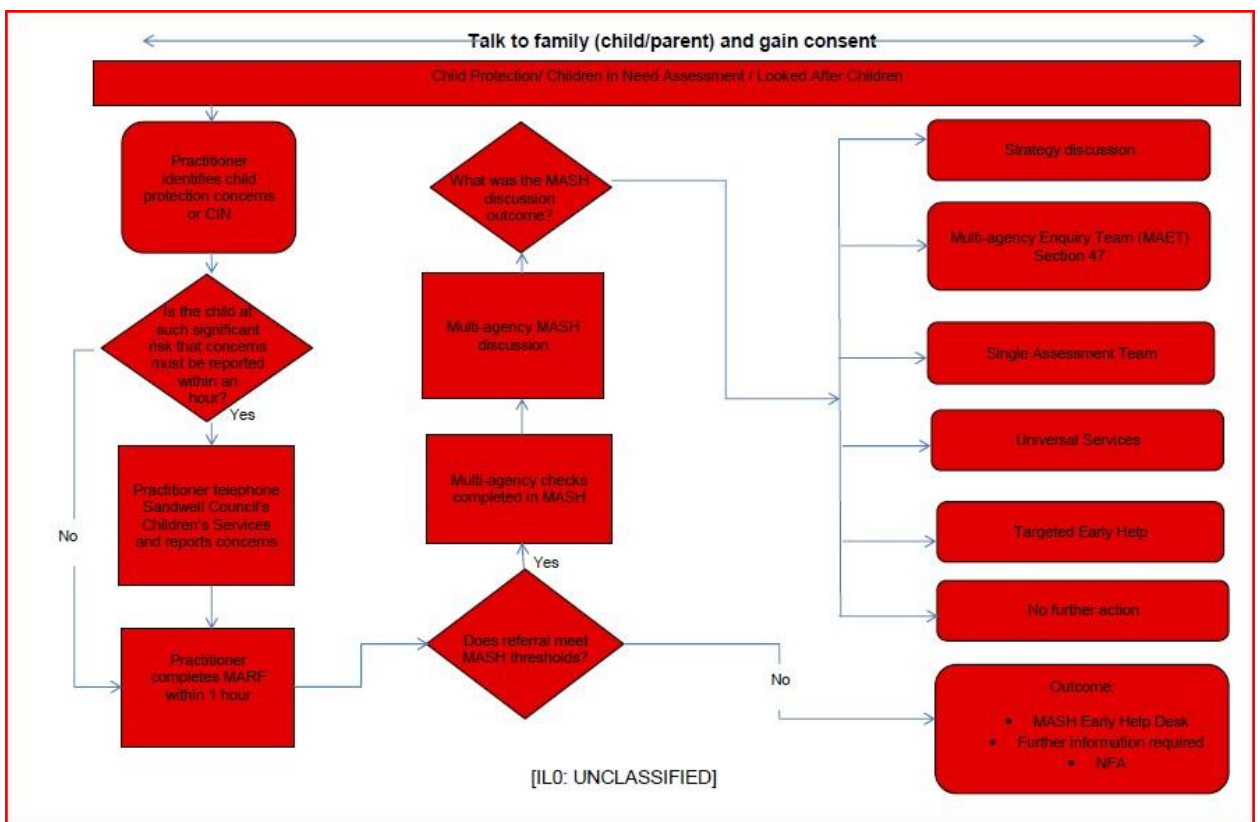 Talk to family (child/parent) and gain consent
Child Protection/ Children in Need Assessment / Looked After Children
Practitioner
identifies child
protection concerns
or CIN
Is the child at
such significant
risk that concerns
must be reported
within an
hour?
Yes
No
Practitioner telephone
Sandwell Council's
Children's Services
and reports concerns
Practitioner
completes MARF
within 1 hour
What was the MASH
discussion
outcome?
Multi-agency MASH
discussion
Multi-agency checks
completed in MASH
Yes
Does referral meet
MASH thresholds?
No
Strategy discussion
Multi-agency Enquiry Team (MAET)
Section 47
Single Assessment Team
Universal Services
Targeted Early Help
No further action
Outcome:
• MASH Early Help Desk
• Further information required
• NFA
[IL0: UNCLASSIFIED]